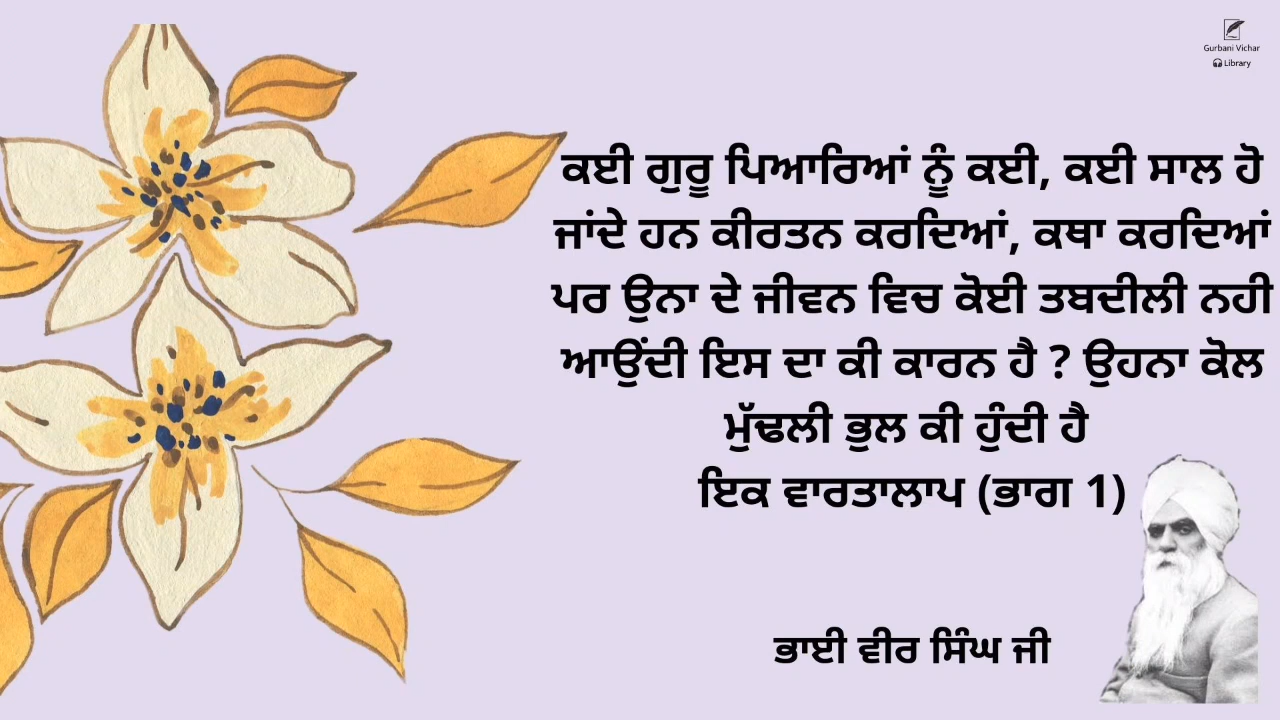 Gurbani Vichar
Library
ਕਈ ਗੁਰੂ ਪਿਆਰਿਆਂ ਨੂੰ ਕਈ, ਕਈ ਸਾਲ ਹੋ
ਜਾਂਦੇ ਹਨ ਕੀਰਤਨ ਕਰਦਿਆਂ, ਕਥਾ ਕਰਦਿਆਂ
ਪਰ ਉਨਾ ਦੇ ਜੀਵਨ ਵਿਚ ਕੋਈ ਤਬਦੀਲੀ ਨਹੀ
ਆਉਂਦੀ ਇਸ ਦਾ ਕੀ ਕਾਰਨ ਹੈ ? ਉਹਨਾ ਕੋਲ
ਮੁੱਢਲੀ ਭੁਲ ਕੀ ਹੁੰਦੀ ਹੈ
ਇਕ ਵਾਰਤਾਲਾਪ (ਭਾਗ 1)
ਭਾਈ ਵੀਰ ਸਿੰਘ ਜੀ